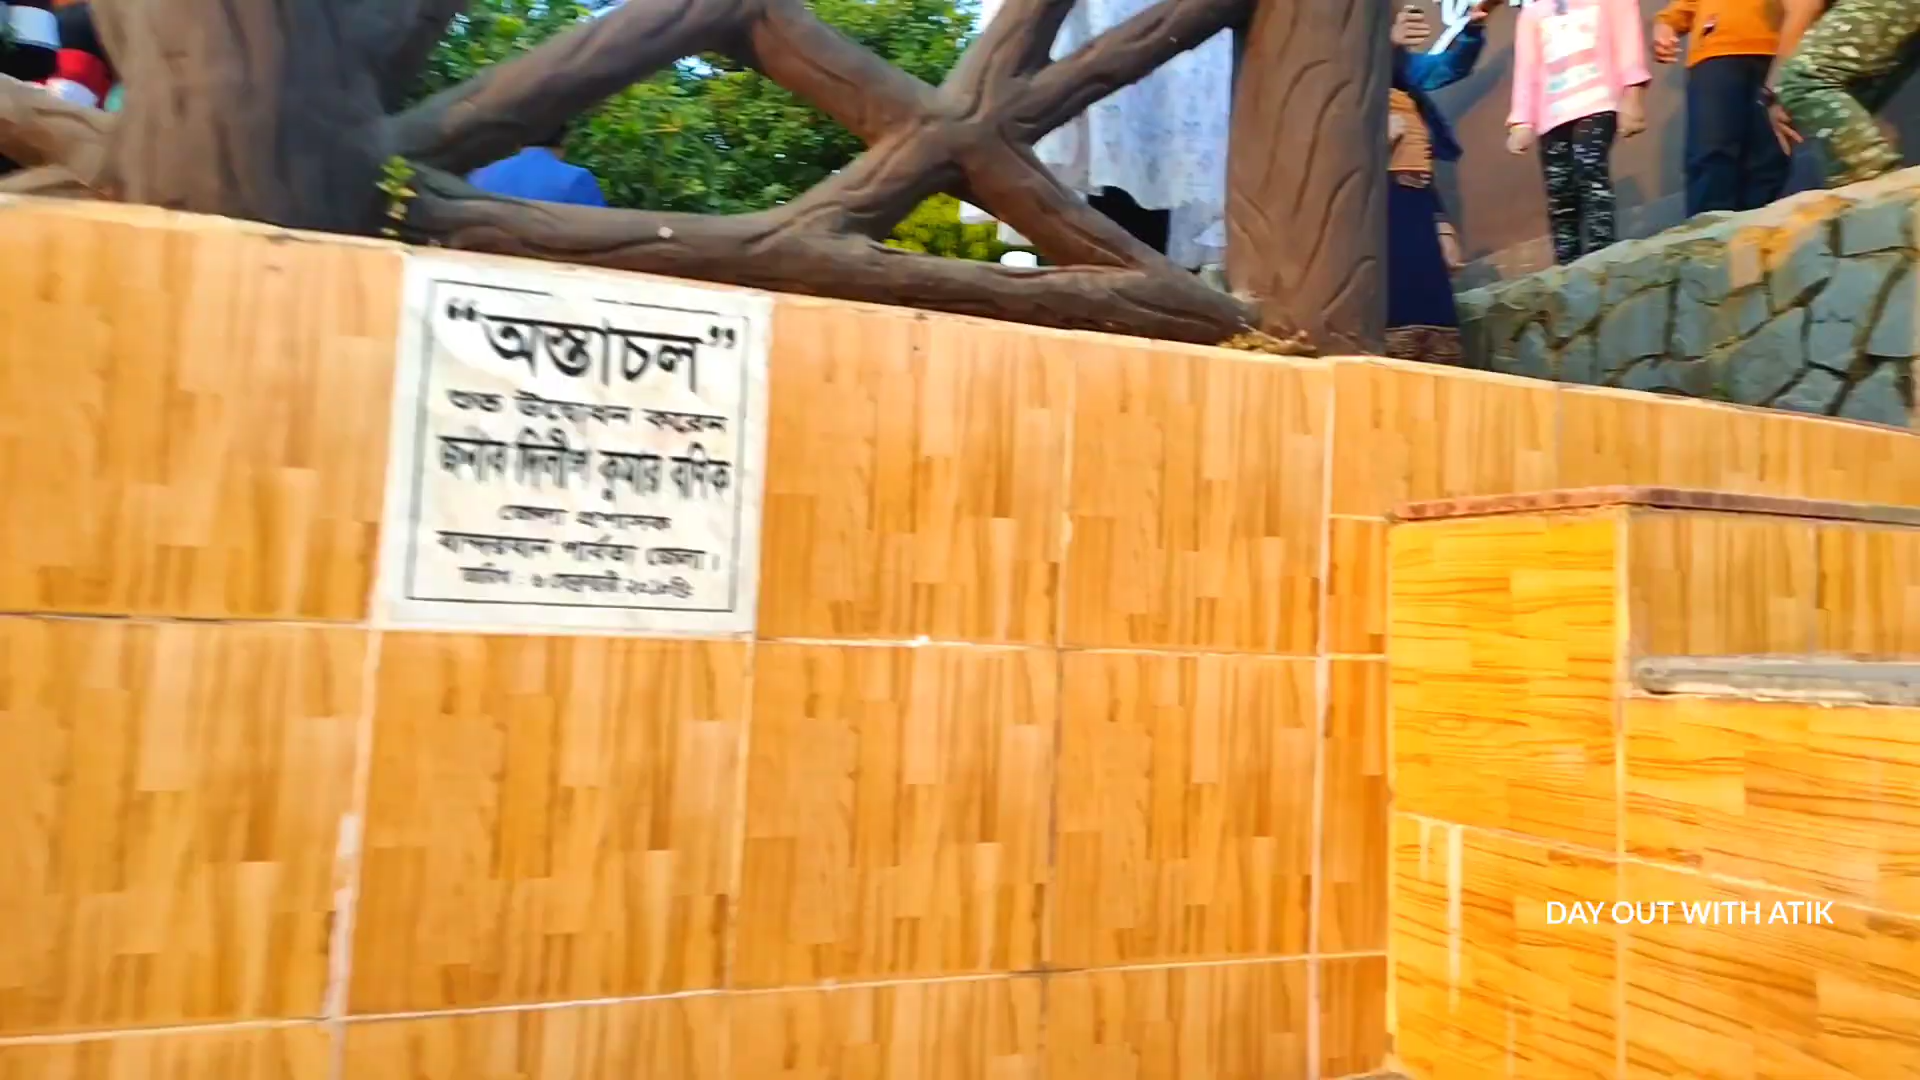 “অস্তাচল”
শুভ উদ্বোধন করেন
জনাব দিলীপ কুমার বণিক
জেলা প্রশাসক
বান্দরবান পার্বত্য জেলা।
তারিখ : ফেব্রুয়ারী
DAY OUT WITH ATIK